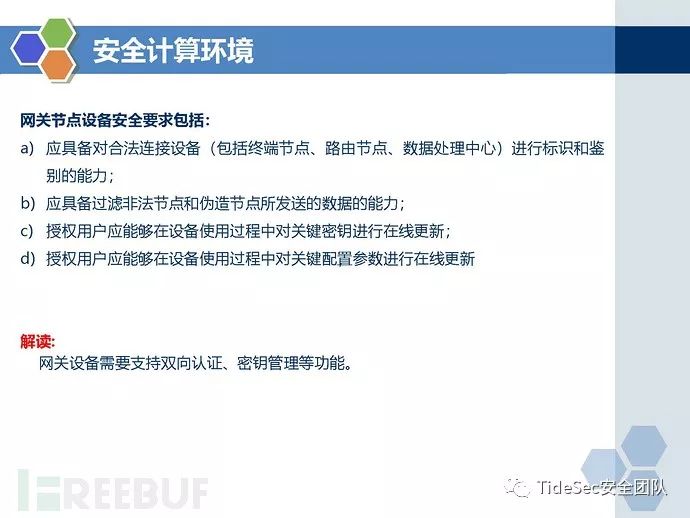 安全计算环境
网关节点设备安全要求包括：
a) 应具备对合法连接设备（包括终端节点、路由节点、数据处理中心）进行标识和鉴
别的能力；
b) 应具备过滤非法节点和伪造节点所发送的数据的能力；
c) 授权用户应能够在设备使用过程中对关键密钥进行在线更新；
d) 授权用户应能够在设备使用过程中对关键配置参数进行在线更新
解读:
网关设备需要支持双向认证、密钥管理等功能。
FREEBUF
TideSec安全团队